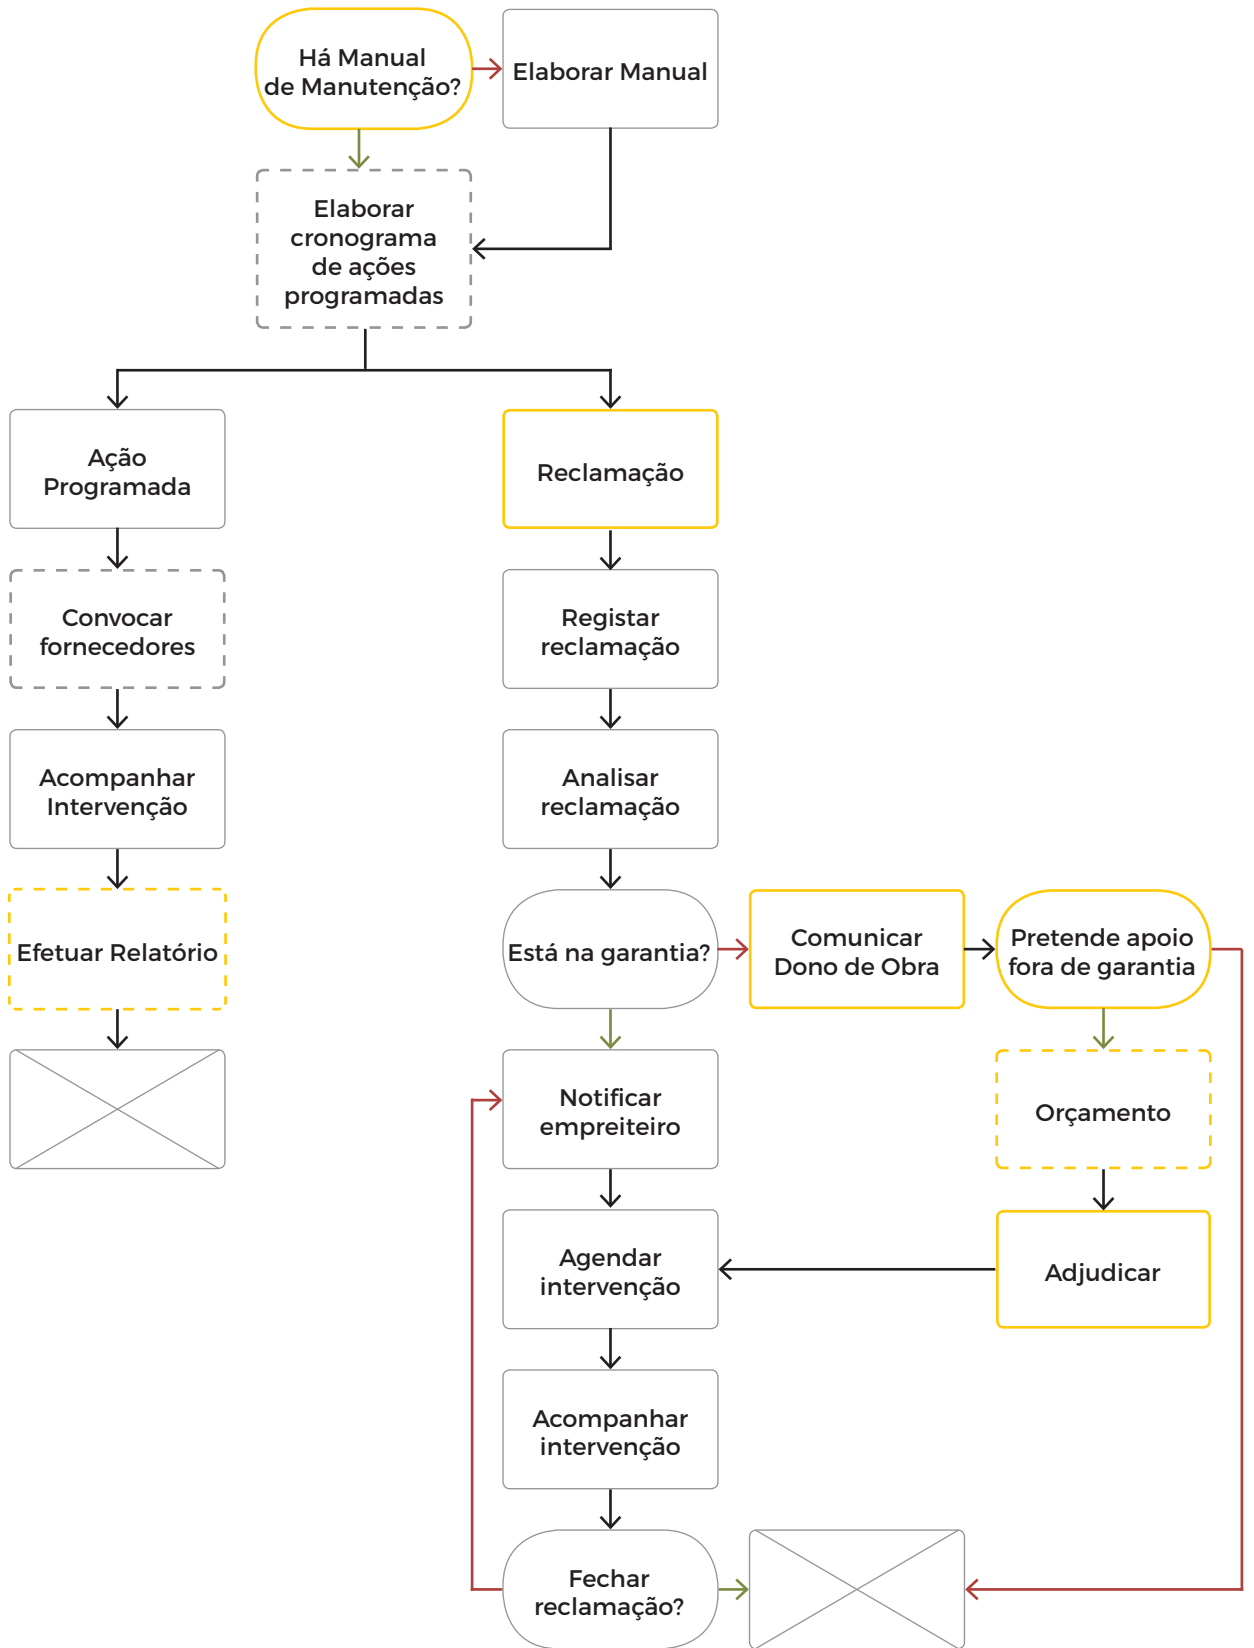 Há Manual
de Manutenção?
Elaborar Manual
Elaborar
cronograma
de ações
programadas
Ação
Programada
Reclamação
Convocar
fornecedores
Registar
reclamação
Acompanhar
Intervenção
Analisar
reclamação
Efetuar Relatório
Está na garantia?
Comunicar
Dono de Obra
Pretende apoio
fora de garantia
Notificar
empreiteiro
Orçamento
Agendar
intervenção
Adjudicar
Acompanhar
intervenção
Fechar
reclamação?